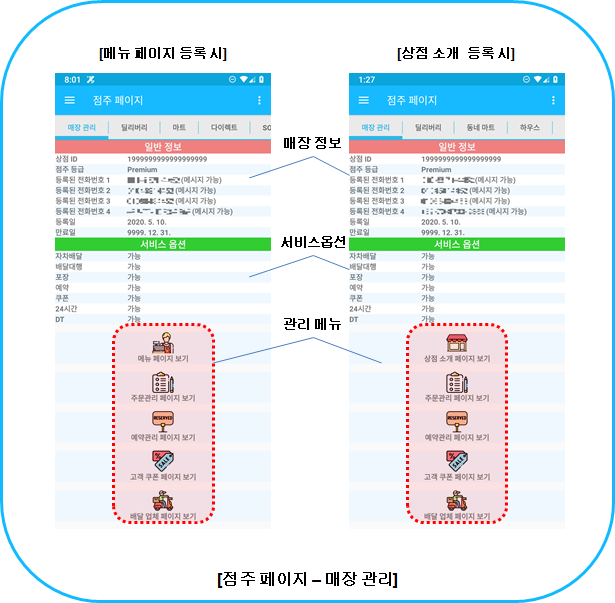 [메뉴 페이지 등록 시]
[상점 소개 등록 시]
8:01
점주 페이지
매장 관리 딜리버리 마트 다이렉트 SO
일반 정보
상점 ID 1999999999999999999
점주 등급 Premium
등록된 전화번호 1 (메시지 가능)
등록된 전화번호 2 (메시지 가능)
등록된 전화번호 3 (메시지 가능)
등록된 전화번호 4 (메시지 가능)
등록일 2020. 5. 10.
만료일 9999. 12. 31.
서비스 옵션
자차배달 가능
배달대행 가능
포장 가능
예약 가능
쿠폰 가능
24시간 가능
DT 가능
메뉴 페이지 보기
주문관리 페이지 보기
RESERVED
예약관리 페이지 보기
SALE
고객 쿠폰 페이지 보기
배달 업체 페이지 보기
매장 정보
서비스옵션
관리 메뉴
1:27
점주 페이지
매장 관리 딜리버리 동네 마트 하우스
일반 정보
상점 ID 1999999999999999999
점주 등급 Premium
등록된 전화번호 1 (메시지 가능)
등록된 전화번호 2 (메시지 가능)
등록된 전화번호 3 (메시지 가능)
등록된 전화번호 4 (메시지 가능)
등록일 2020. 5. 10.
만료일 9999. 12. 31.
서비스 옵션
자차배달 가능
배달대행 가능
포장 가능
예약 가능
쿠폰 가능
24시간 가능
DT 가능
상점 소개 페이지 보기
주문관리 페이지 보기
RESERVED
예약관리 페이지 보기
SALE
고객 쿠폰 페이지 보기
배달 업체 페이지 보기
[점주 페이지 – 매장 관리]